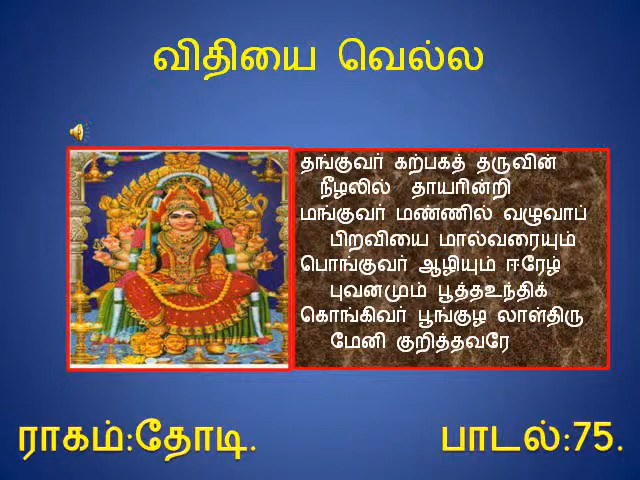 விதியை வெல்ல
தங்குவர் கற்பகத் தருவின்
நீழலில் தாயரின்றி
மங்குவர் மண்ணில் வழுவாப்
பிறவியை மால்வரையும்
பொங்குவர் ஆழியும் ஈரேழ்
புவனமும் பூத்தஉந்திக்
கொங்கிவர் பூங்குழ லாள்திரு
மேனி குறித்தவரே
ராகம்:தோடி. பாடல்:75.